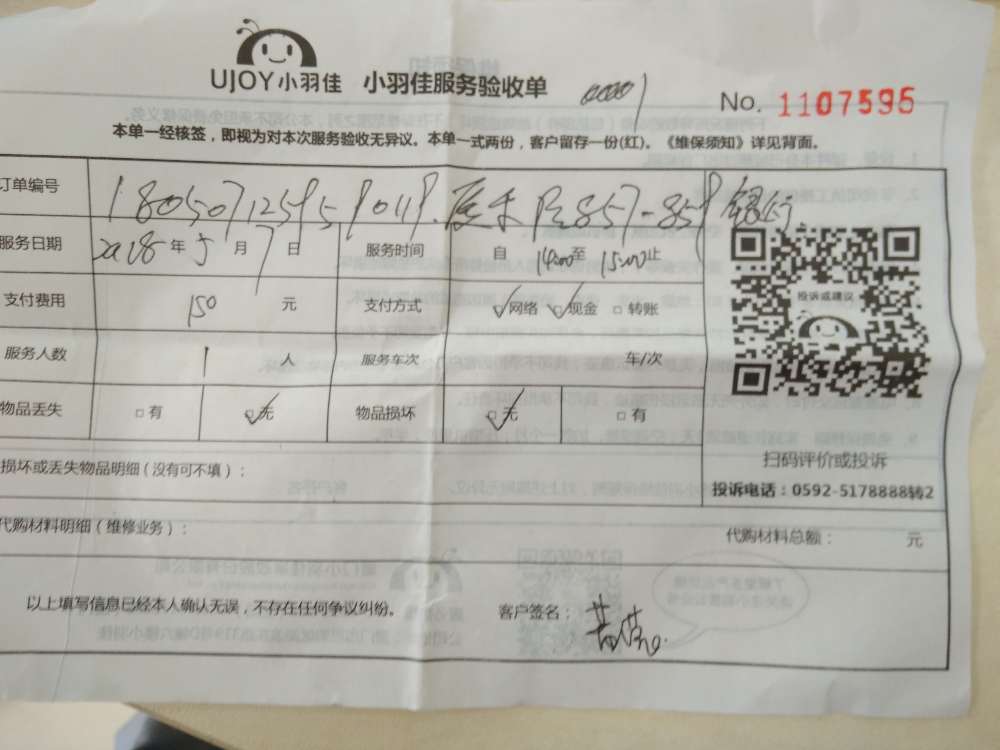 UJOY小羽佳 小羽佳服务验收单
No. 1107595
本单一经核签，即视为对本次服务验收无异议。本单一式两份，客户留存一份(红)。《维保须知》详见背面。
订单编号
服务日期 2018 年 5 月 7 日 服务时间 自 14:00 至 15:00 止
支付费用 150 元 支付方式 网络 现金 转账
投诉或建议
服务人数 1 人 服务车次 车/次
物品丢失 有 无 物品损坏 无 有
扫码评价或投诉
损坏或丢失物品明细（没有可不填）：
投诉电话：0592-5178888转2
代购材料明细（维修业务）：
代购材料总额： 元
以上填写信息已经本人确认无误，不存在任何争议纠纷。
客户签名：